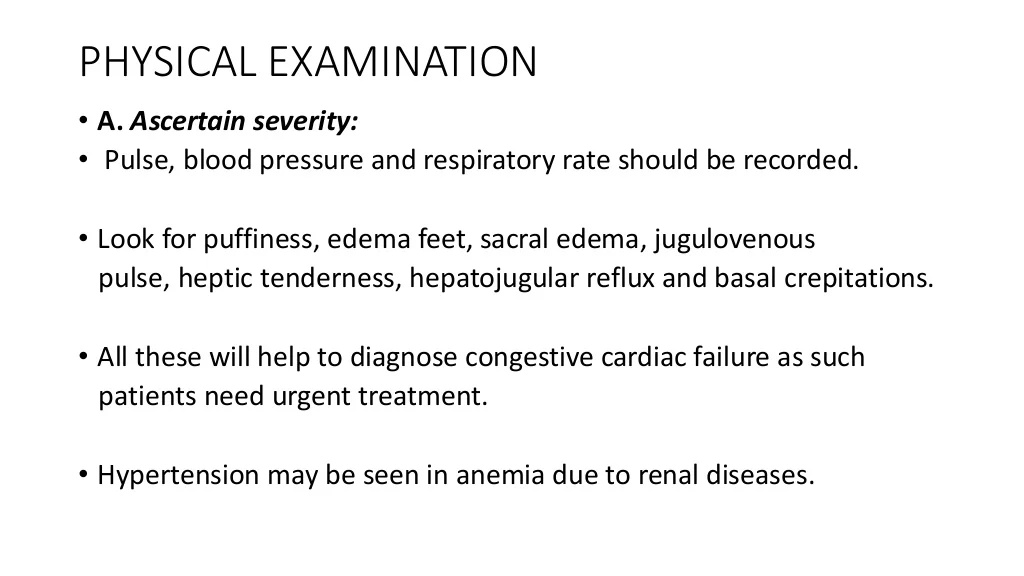 PHYSICAL EXAMINATION
• A. Ascertain severity:
• Pulse, blood pressure and respiratory rate should be recorded.
• Look for puffiness, edema feet, sacral edema, jugulovenous
pulse, heptic tenderness, hepatojugular reflux and basal crepitations.
• All these will help to diagnose congestive cardiac failure as such
patients need urgent treatment.
• Hypertension may be seen in anemia due to renal diseases.